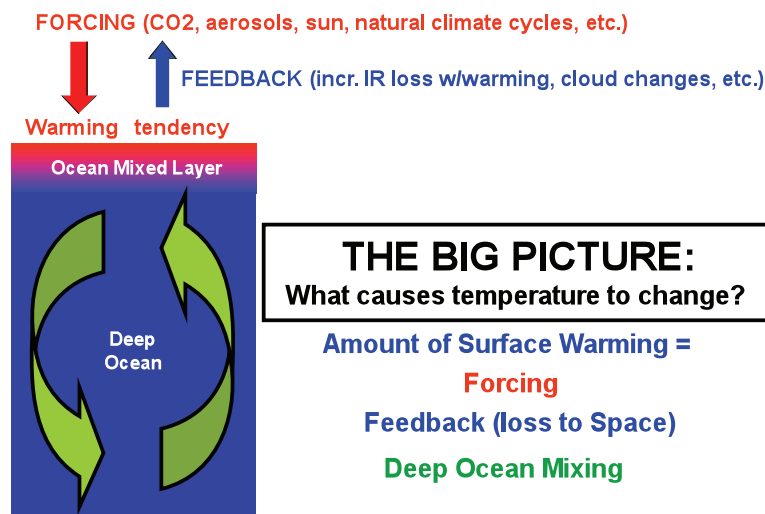 FORCING (CO2, aerosols, sun, natural climate cycles, etc.)
FEEDBACK (incr. IR loss w/warming, cloud changes, etc.)
Warming tendency
Ocean Mixed Layer
Deep
Ocean
THE BIG PICTURE:
What causes temperature to change?
Amount of Surface Warming =
Forcing
Feedback (loss to Space)
Deep Ocean Mixing